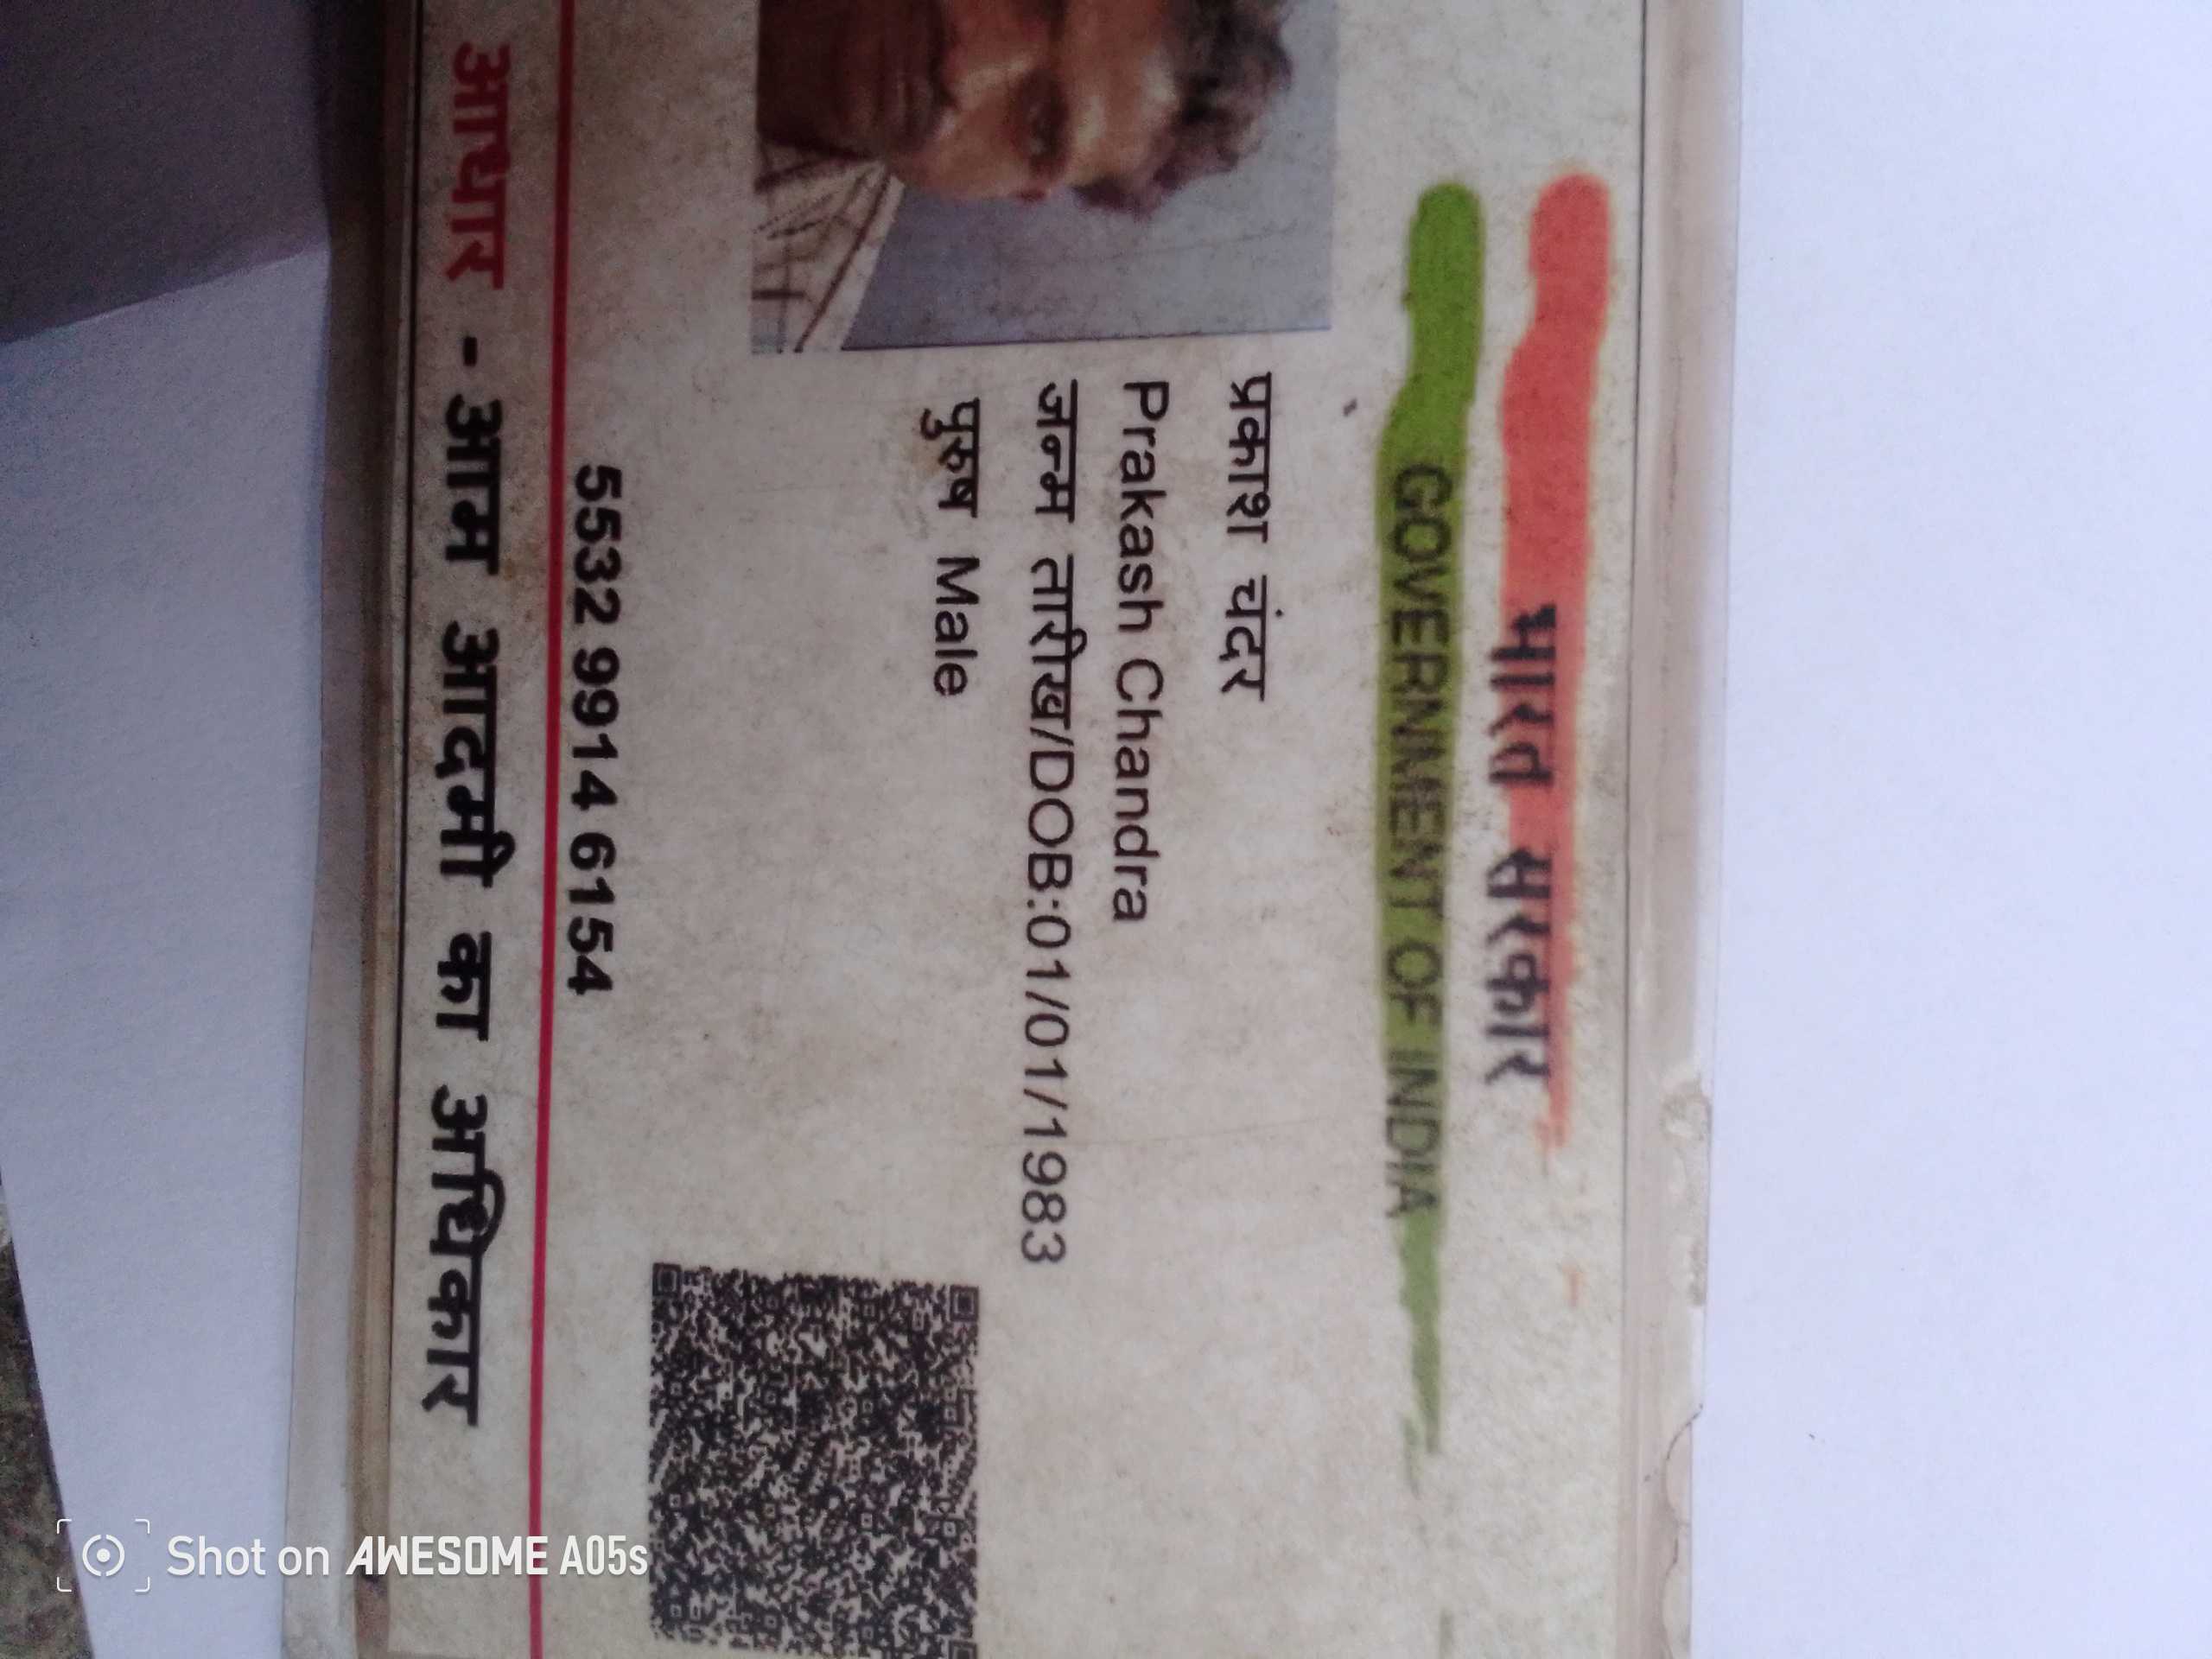 भारत सरकार
GOVERNMENT OF INDIA
प्रकाश चंदर
Prakash Chandra
जन्म तारीख/DOB:01/01/1983
पुरुष Male
5532 9914 6154
आधार - आम आदमी का अधिकार
Shot on AWESOME A05s